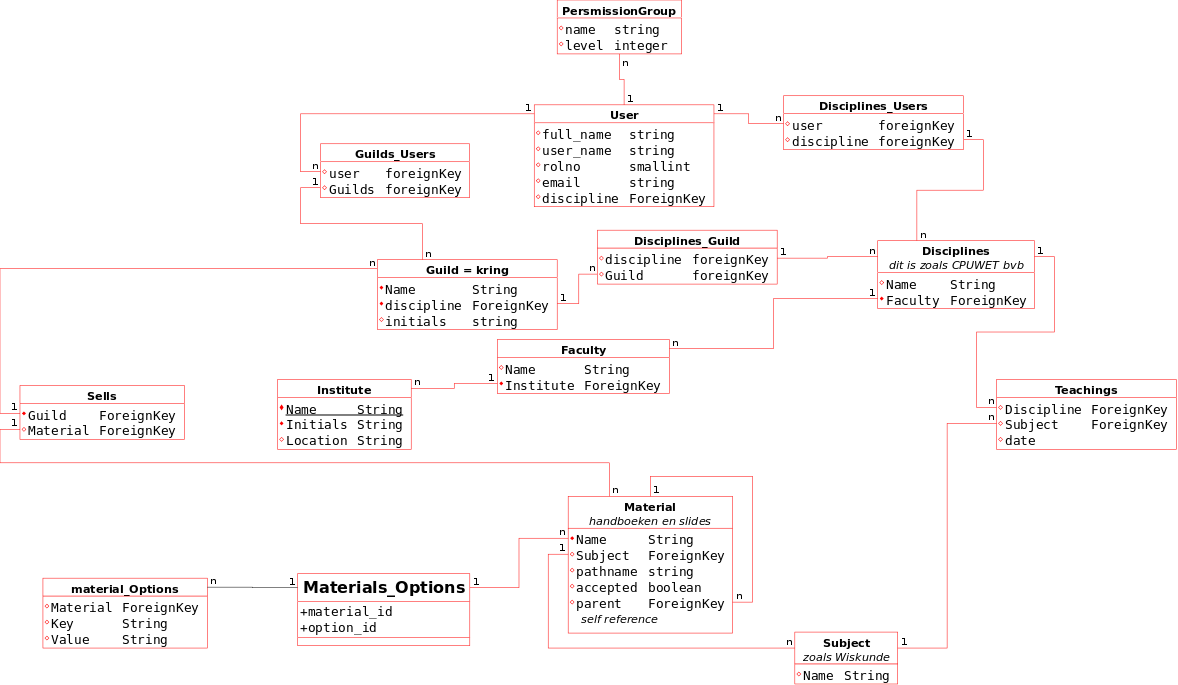 PersmissionGroup
name string
level integer
n
1
1
User
1
full_name string
user_name string
rolno smallint
email string
discipline ForeignKey
Disciplines_Users
n
user foreignKey
discipline foreignKey
1
Guilds_Users
n
user foreignKey
1
Guilds foreignKey
n
Disciplines_Guild
discipline foreignKey
n
Guild foreignKey
1
n
n
Disciplines
1
dit is zoals CPUWET bvb
Name String
1
Faculty ForeignKey
n
Guild = kring
Name String
discipline ForeignKey
1
initials string
n
Faculty
Name String
1
Institute ForeignKey
n
Institute
Name String
Initials String
Location String
Sells
1
Guild ForeignKey
1
Material ForeignKey
Teachings
n
Discipline ForeignKey
n
Subject ForeignKey
date
n
1
Material
handboeken en slides
n
Name String
1
Subject ForeignKey
pathname string
accepted boolean
parent ForeignKey
n
self reference
material_Options
n
Material ForeignKey
Key String
Value String
1
Materials_Options
1
+material_id
+option_id
n
Subject
1
zoals Wiskunde
Name String